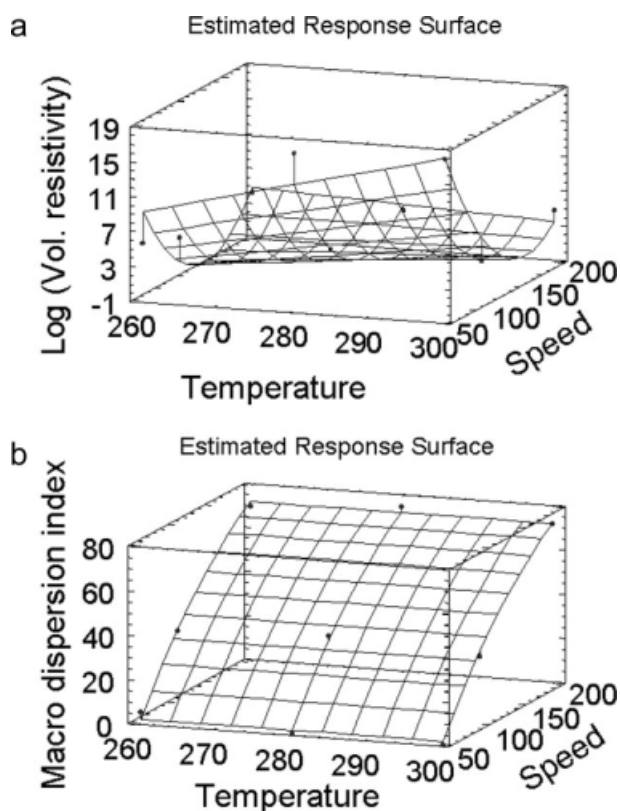 a
Estimated Response Surface
Log (Vol. resistivity)
19
15
11
7
3
-1
260 270 280 290 300
50 100 150 200
Temperature
Speed
b
Estimated Response Surface
Macro dispersion index
80
60
40
20
0
260 270 280 290 300
50 100 150 200
Temperature
Speed